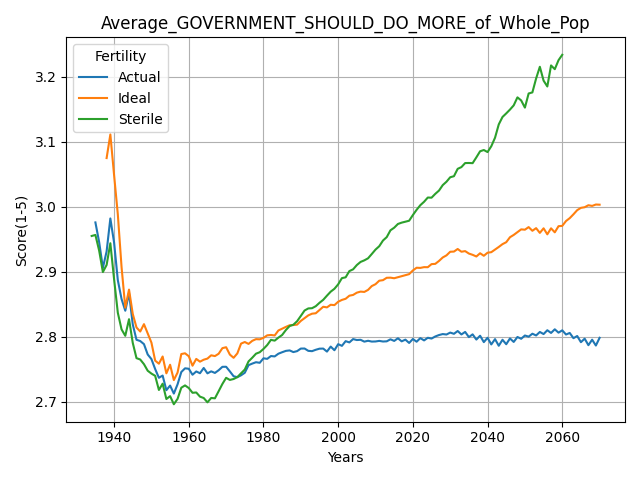 Average_GOVERNMENT_SHOULD_DO_MORE_of_Whole_Pop
Fertility
Actual
Ideal
Sterile
Score(1-5)
3.2
3.1
3.0
2.9
2.8
2.7
1940 1960 1980 2000 2020 2040 2060
Years